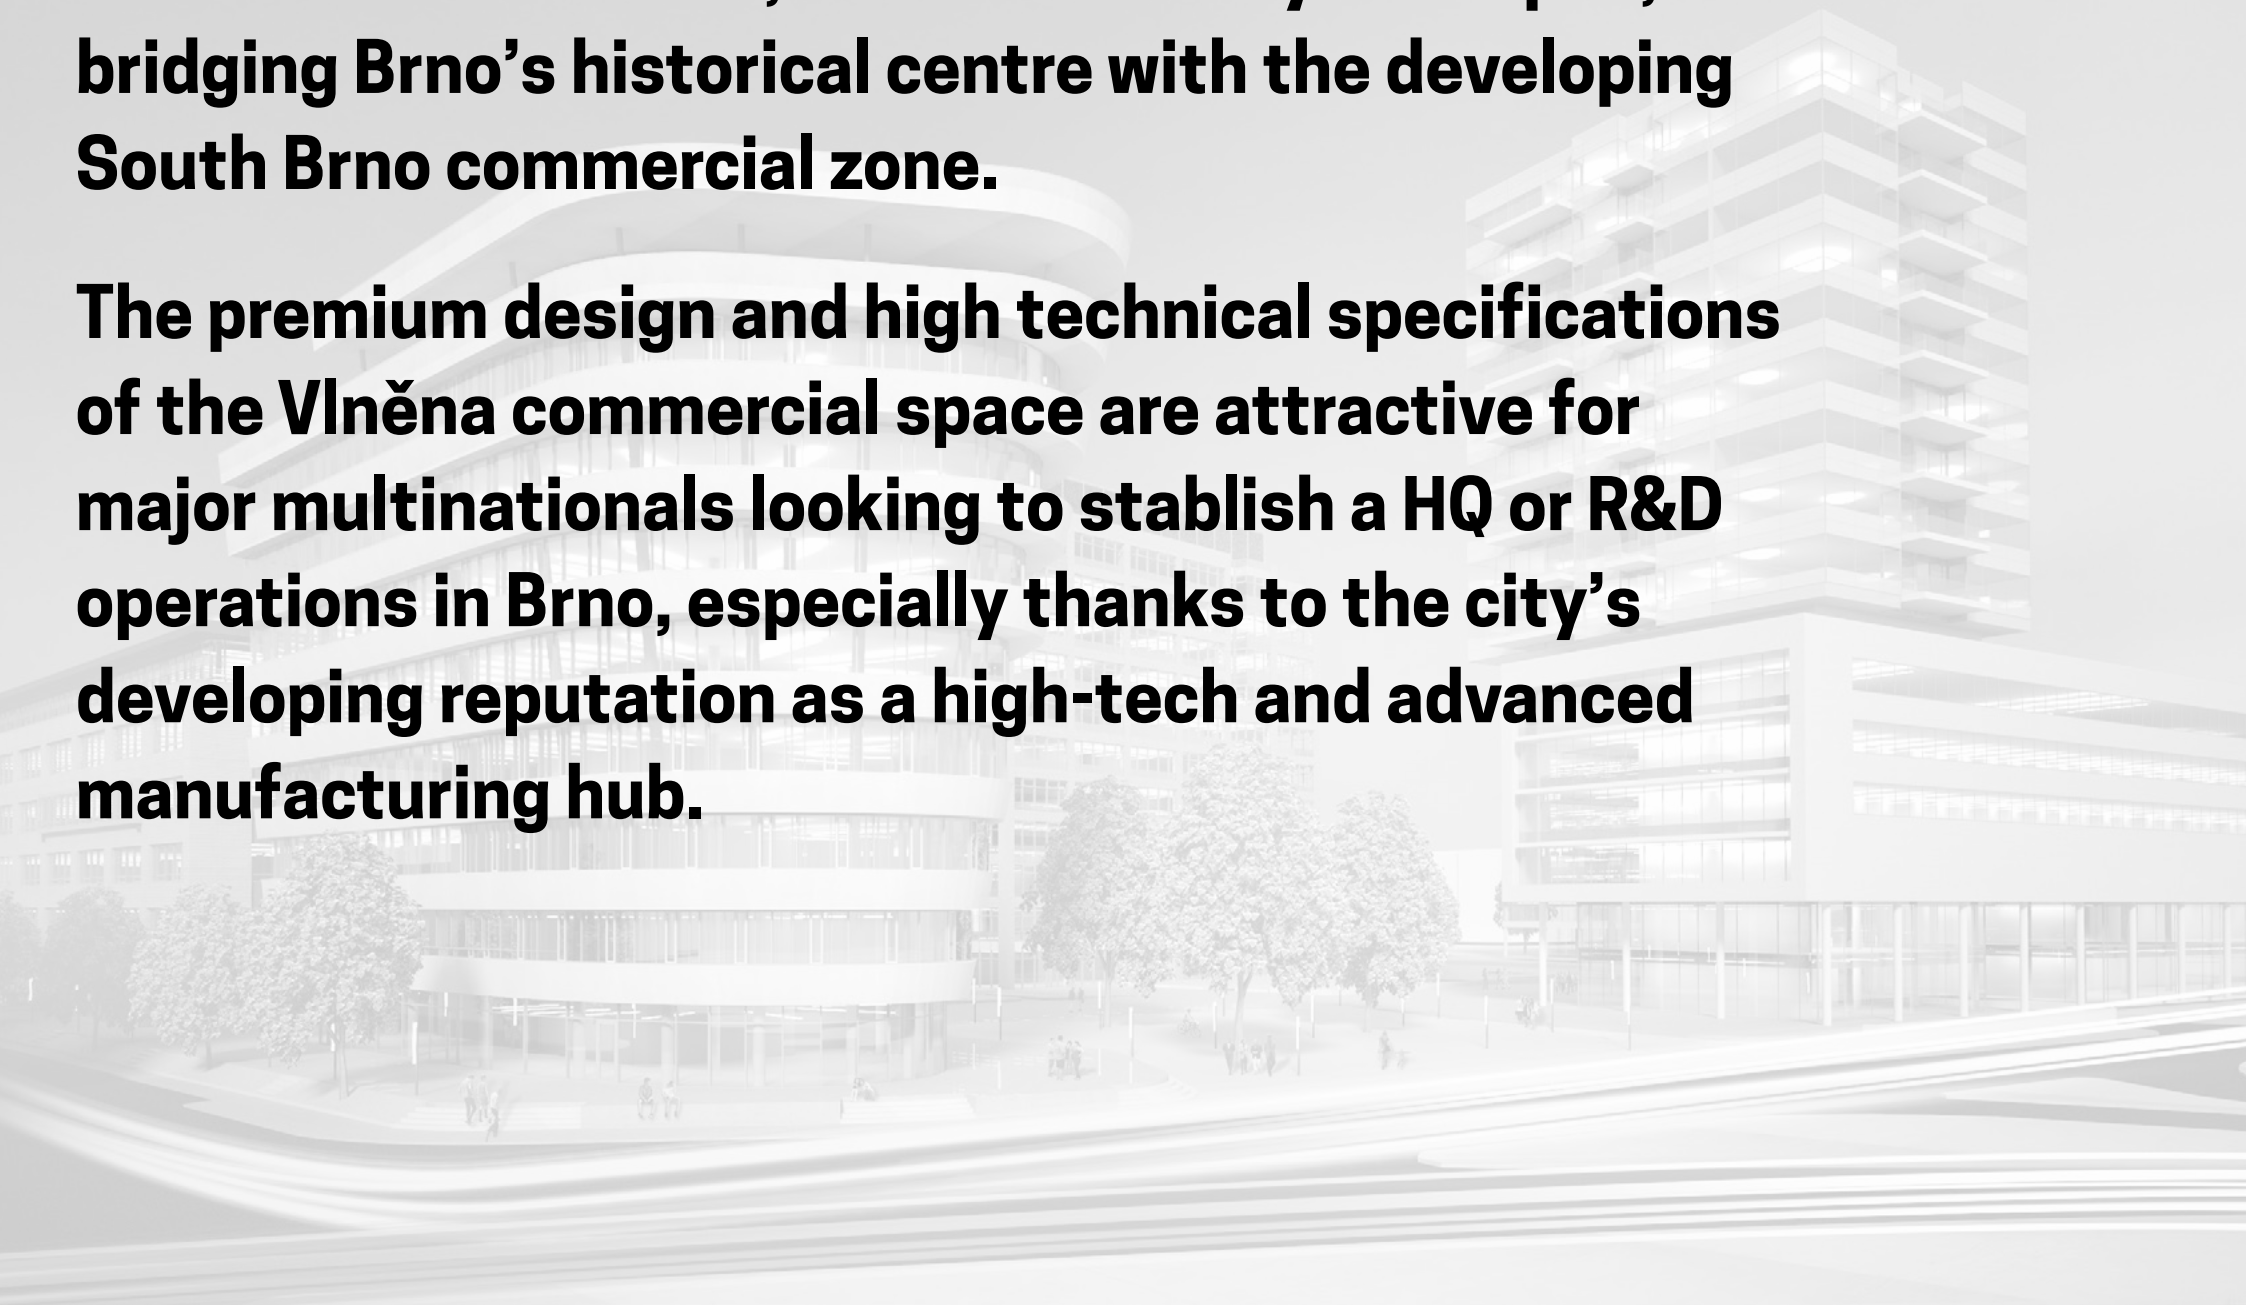 bridging Brno’s historical centre with the developing
South Brno commercial zone.
The premium design and high technical specifications
of the Vlněna commercial space are attractive for
major multinationals looking to stablish a HQ or R&D
operations in Brno, especially thanks to the city’s
developing reputation as a high-tech and advanced
manufacturing hub.